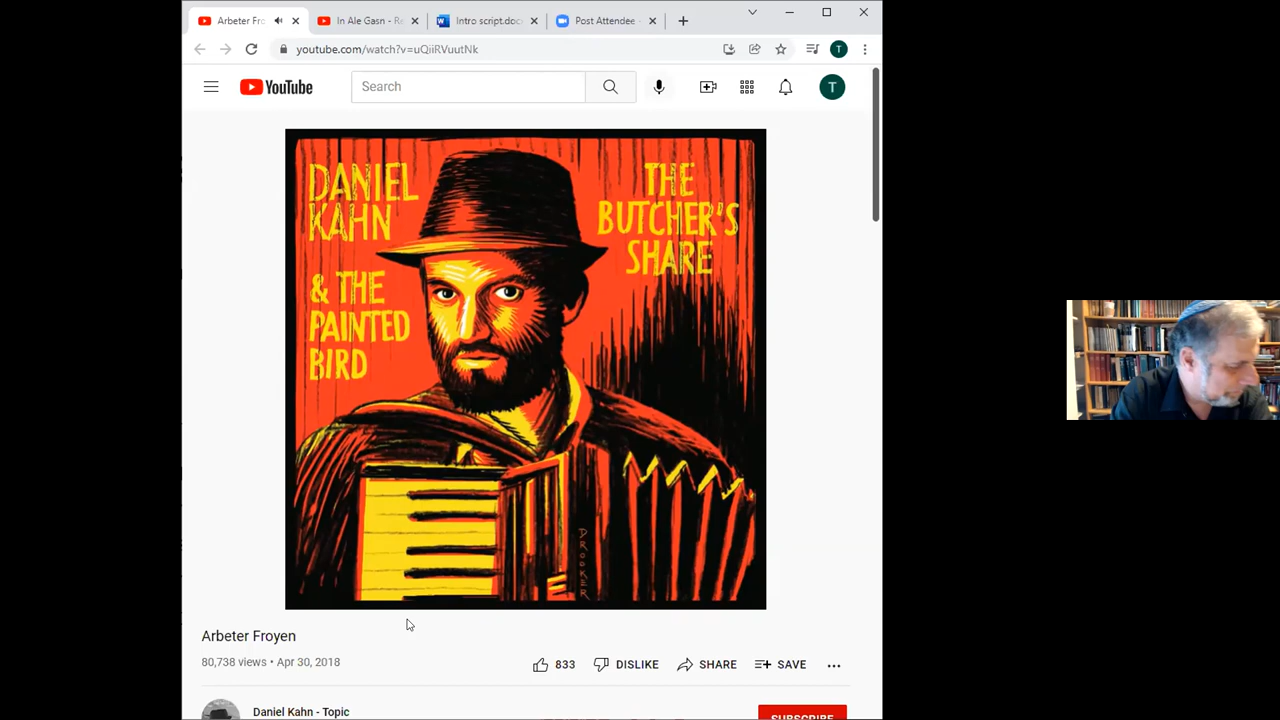 Arbeter Fro
In Ale Gasn - Re
Intro script.doc
Post Attendee -
youtube.com/watch?v=uQiiRVuutNk
T
YouTube
Search
T
DANIEL
KAHN
& THE
PAINTED
BIRD
THE
BUTCHER'S
SHARE
DROOKER
Arbeter Froyen
80,738 views • Apr 30, 2018
833
DISLIKE
SHARE
SAVE
Daniel Kahn - Topic
SUBSCRIBE